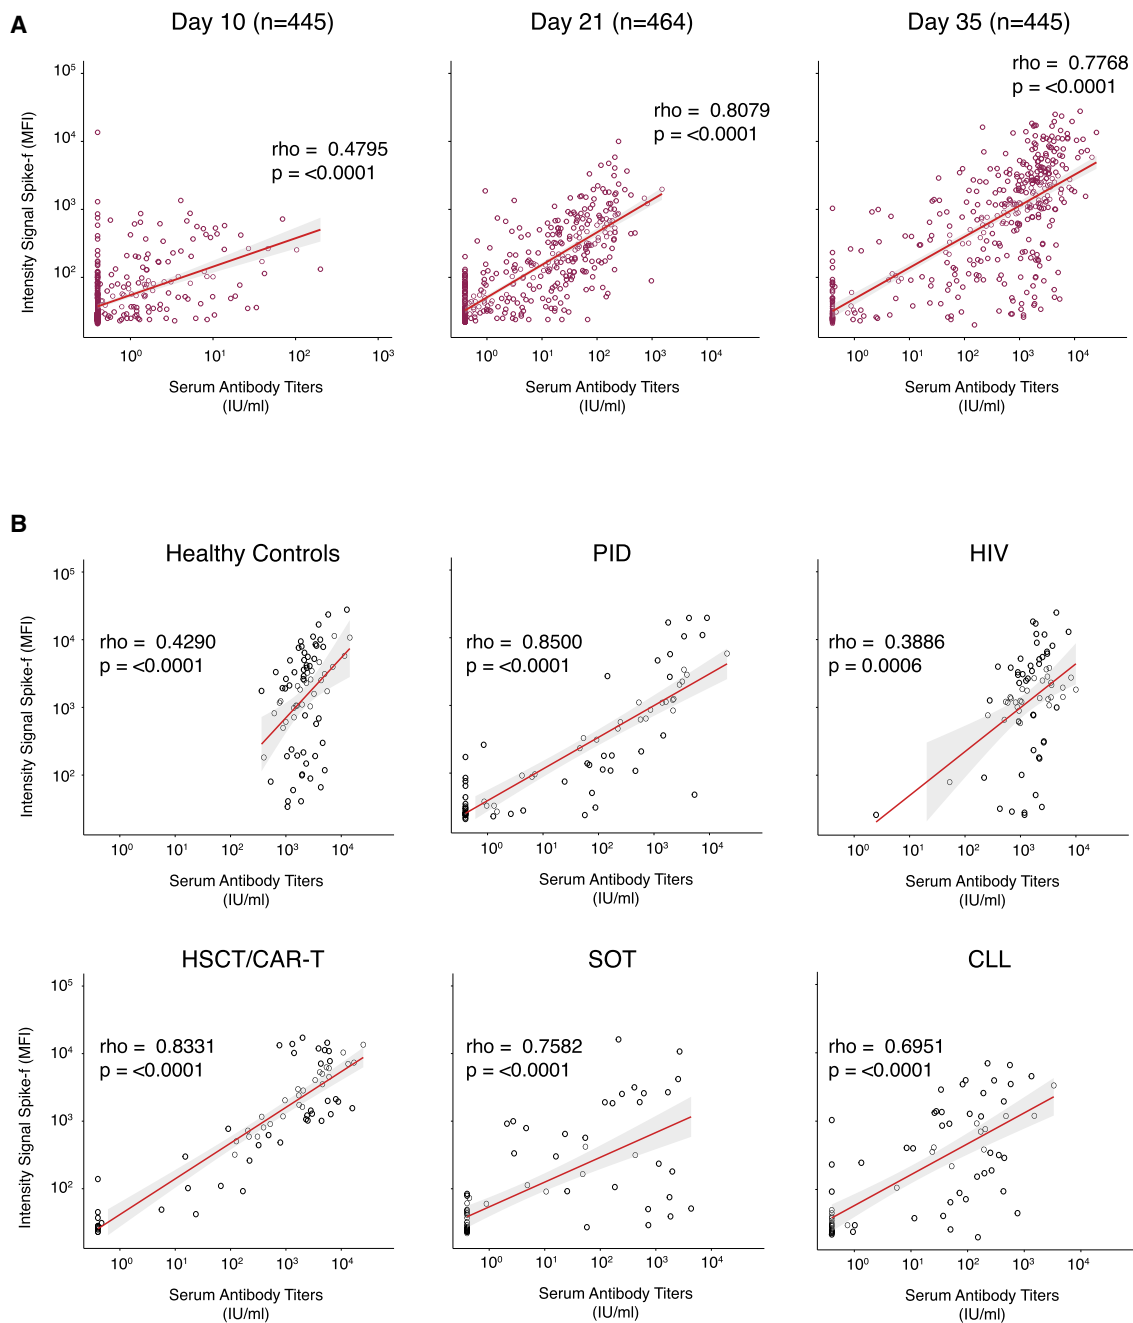 A
Day 10 (n=445)
Day 21 (n=464)
Day 35 (n=445)
Intensity Signal Spike-f (MFI)
10⁵
10⁴
10³
10²
rho = 0.4795
p = <0.0001
rho = 0.8079
p = <0.0001
rho = 0.7768
p = <0.0001
10⁰ 10¹ 10² 10³
10⁰ 10¹ 10² 10³ 10⁴
10⁰ 10¹ 10² 10³ 10⁴
Serum Antibody Titers
(IU/ml)
Serum Antibody Titers
(IU/ml)
Serum Antibody Titers
(IU/ml)
B
Healthy Controls
PID
HIV
Intensity Signal Spike-f (MFI)
10⁵
10⁴
10³
10²
rho = 0.4290
p = <0.0001
rho = 0.8500
p = <0.0001
rho = 0.3886
p = 0.0006
10⁰ 10¹ 10² 10³ 10⁴
10⁰ 10¹ 10² 10³ 10⁴
10⁰ 10¹ 10² 10³ 10⁴
Serum Antibody Titers
(IU/ml)
Serum Antibody Titers
(IU/ml)
Serum Antibody Titers
(IU/ml)
HSCT/CAR-T
SOT
CLL
Intensity Signal Spike-f (MFI)
10⁵
10⁴
10³
10²
rho = 0.8331
p = <0.0001
rho = 0.7582
p = <0.0001
rho = 0.6951
p = <0.0001
10⁰ 10¹ 10² 10³ 10⁴
10⁰ 10¹ 10² 10³ 10⁴
10⁰ 10¹ 10² 10³ 10⁴
Serum Antibody Titers
(IU/ml)
Serum Antibody Titers
(IU/ml)
Serum Antibody Titers
(IU/ml)